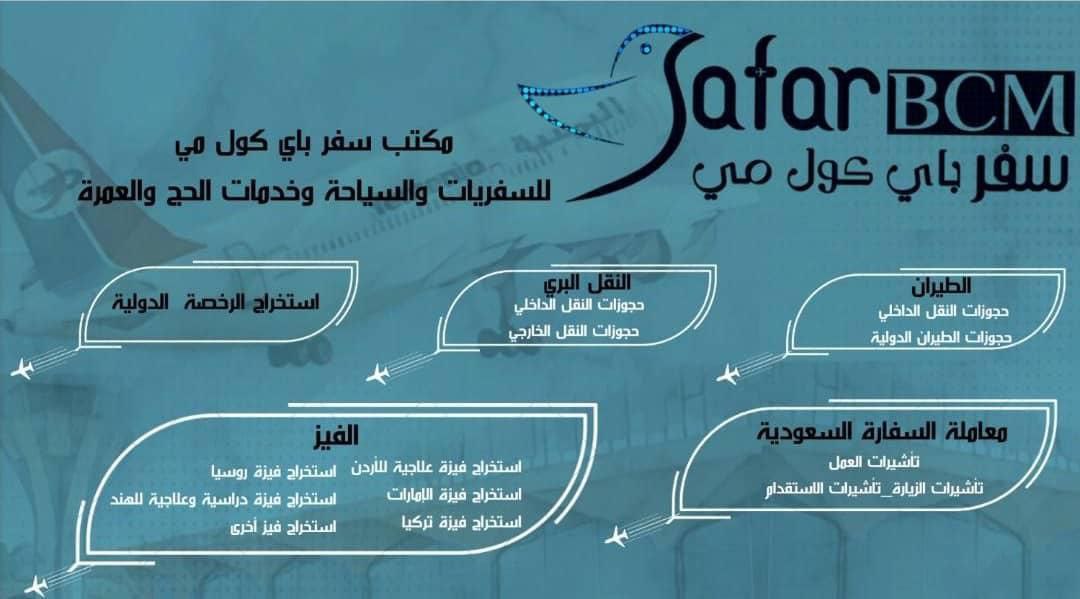 Safar BCM
سفر باي كول مي
مكتب سفر باي كول مي
للسفريات والسياحة وخدمات الحج والعمرة
الطيران
حجوزات النقل الداخلي
حجوزات الطيران الدولية
النقل البري
حجوزات النقل الداخلي
حجوزات النقل الخارجي
استخراج الرخصة الدولية
معاملة السفارة السعودية
تأشيرات العمل
تأشيرات الزيارة_تأشيرات الاستقدام
الفيز
استخراج فيزة علاجية للأردن
استخراج فيزة الإمارات
استخراج فيزة تركيا
استخراج فيزة روسيا
استخراج فيزة دراسية وعلاجية للهند
استخراج فيز أخرى